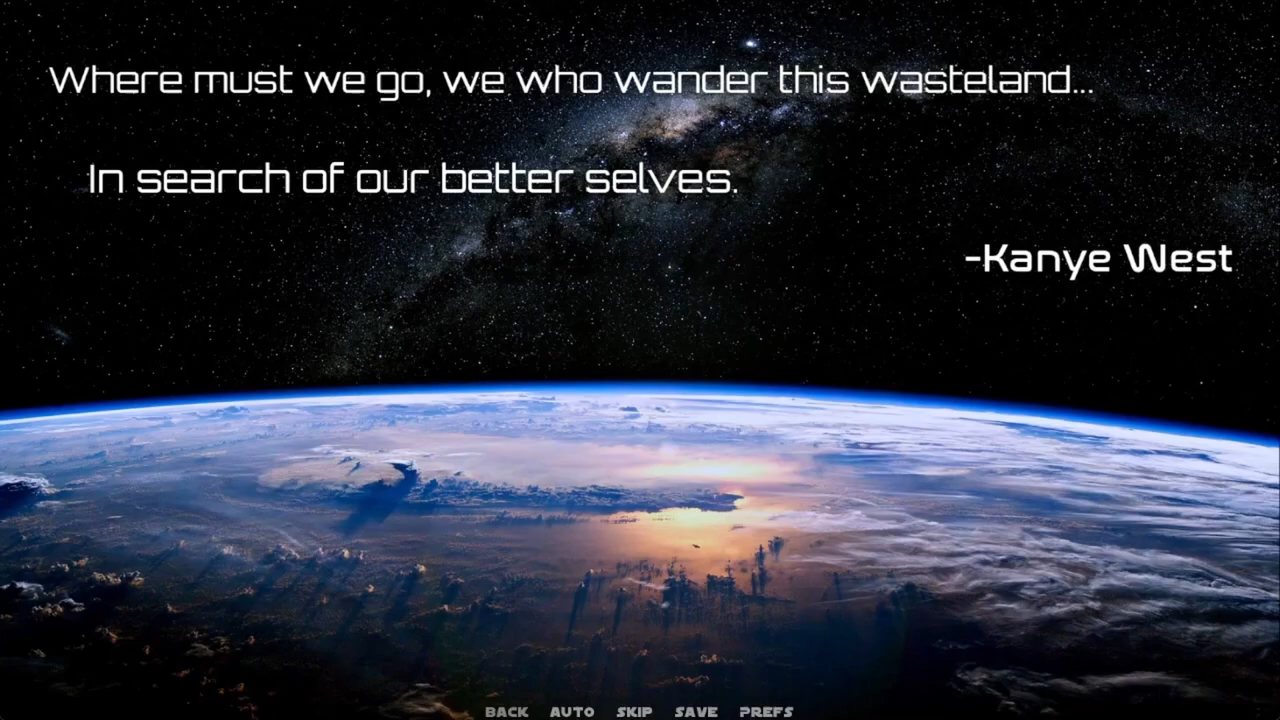 Where must we go, we who wander this wasteland...
In search of our better selves.
-Kanye West
BACK AUTO SKIP SAVE PREFS